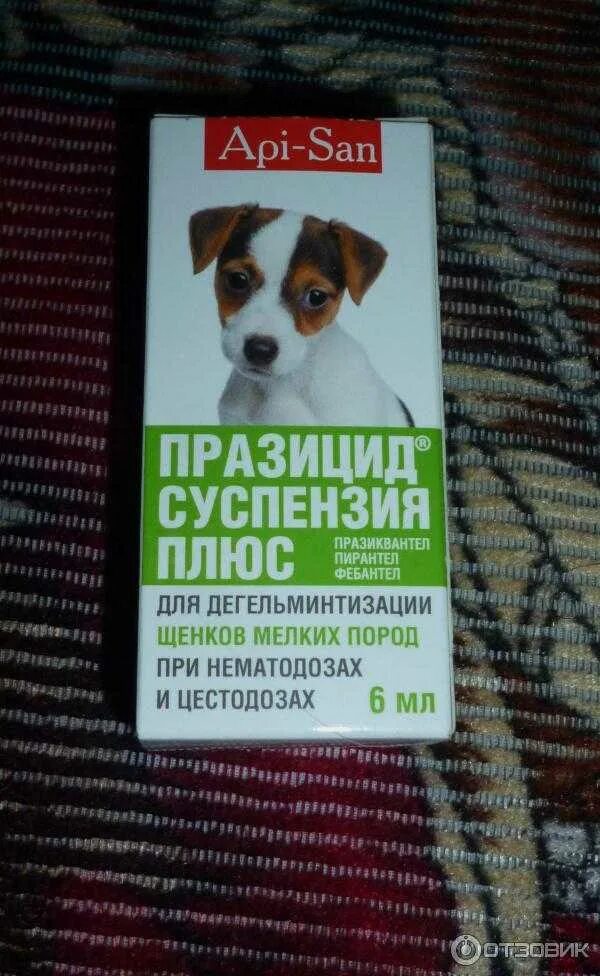 Api-San
ПРАЗИЦИД®
СУСПЕНЗИЯ
ПЛЮС
ПРАЗИКВАНТЕЛ
ПИРАНТЕЛ
ФЕБАНТЕЛ
ДЛЯ ДЕГЕЛЬМИНТИЗАЦИИ
ЩЕНКОВ МЕЛКИХ ПОРОД
ПРИ НЕМАТОДОЗАХ
И ЦЕСТОДОЗАХ 6 мл
ОТЗОВИК